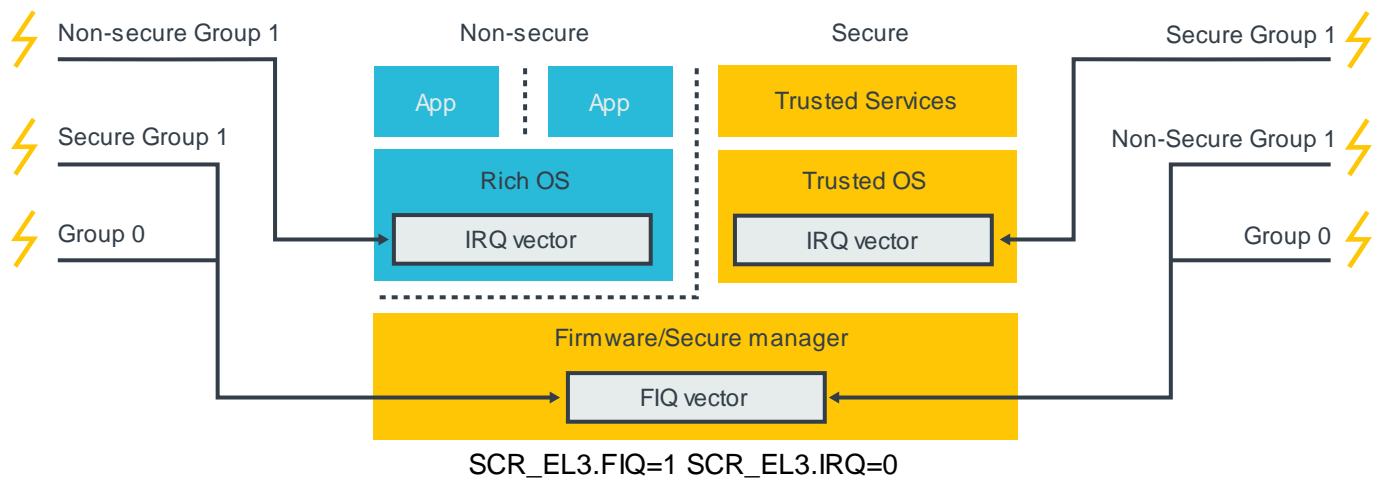 Non-secure Group 1
Non-secure
Secure
Secure Group 1
App
App
Trusted Services
Secure Group 1
Non-Secure Group 1
Rich OS
Trusted OS
Group 0
IRQ vector
IRQ vector
Group 0
Firmware/Secure manager
FIQ vector
SCR_EL3.FIQ=1 SCR_EL3.IRQ=0